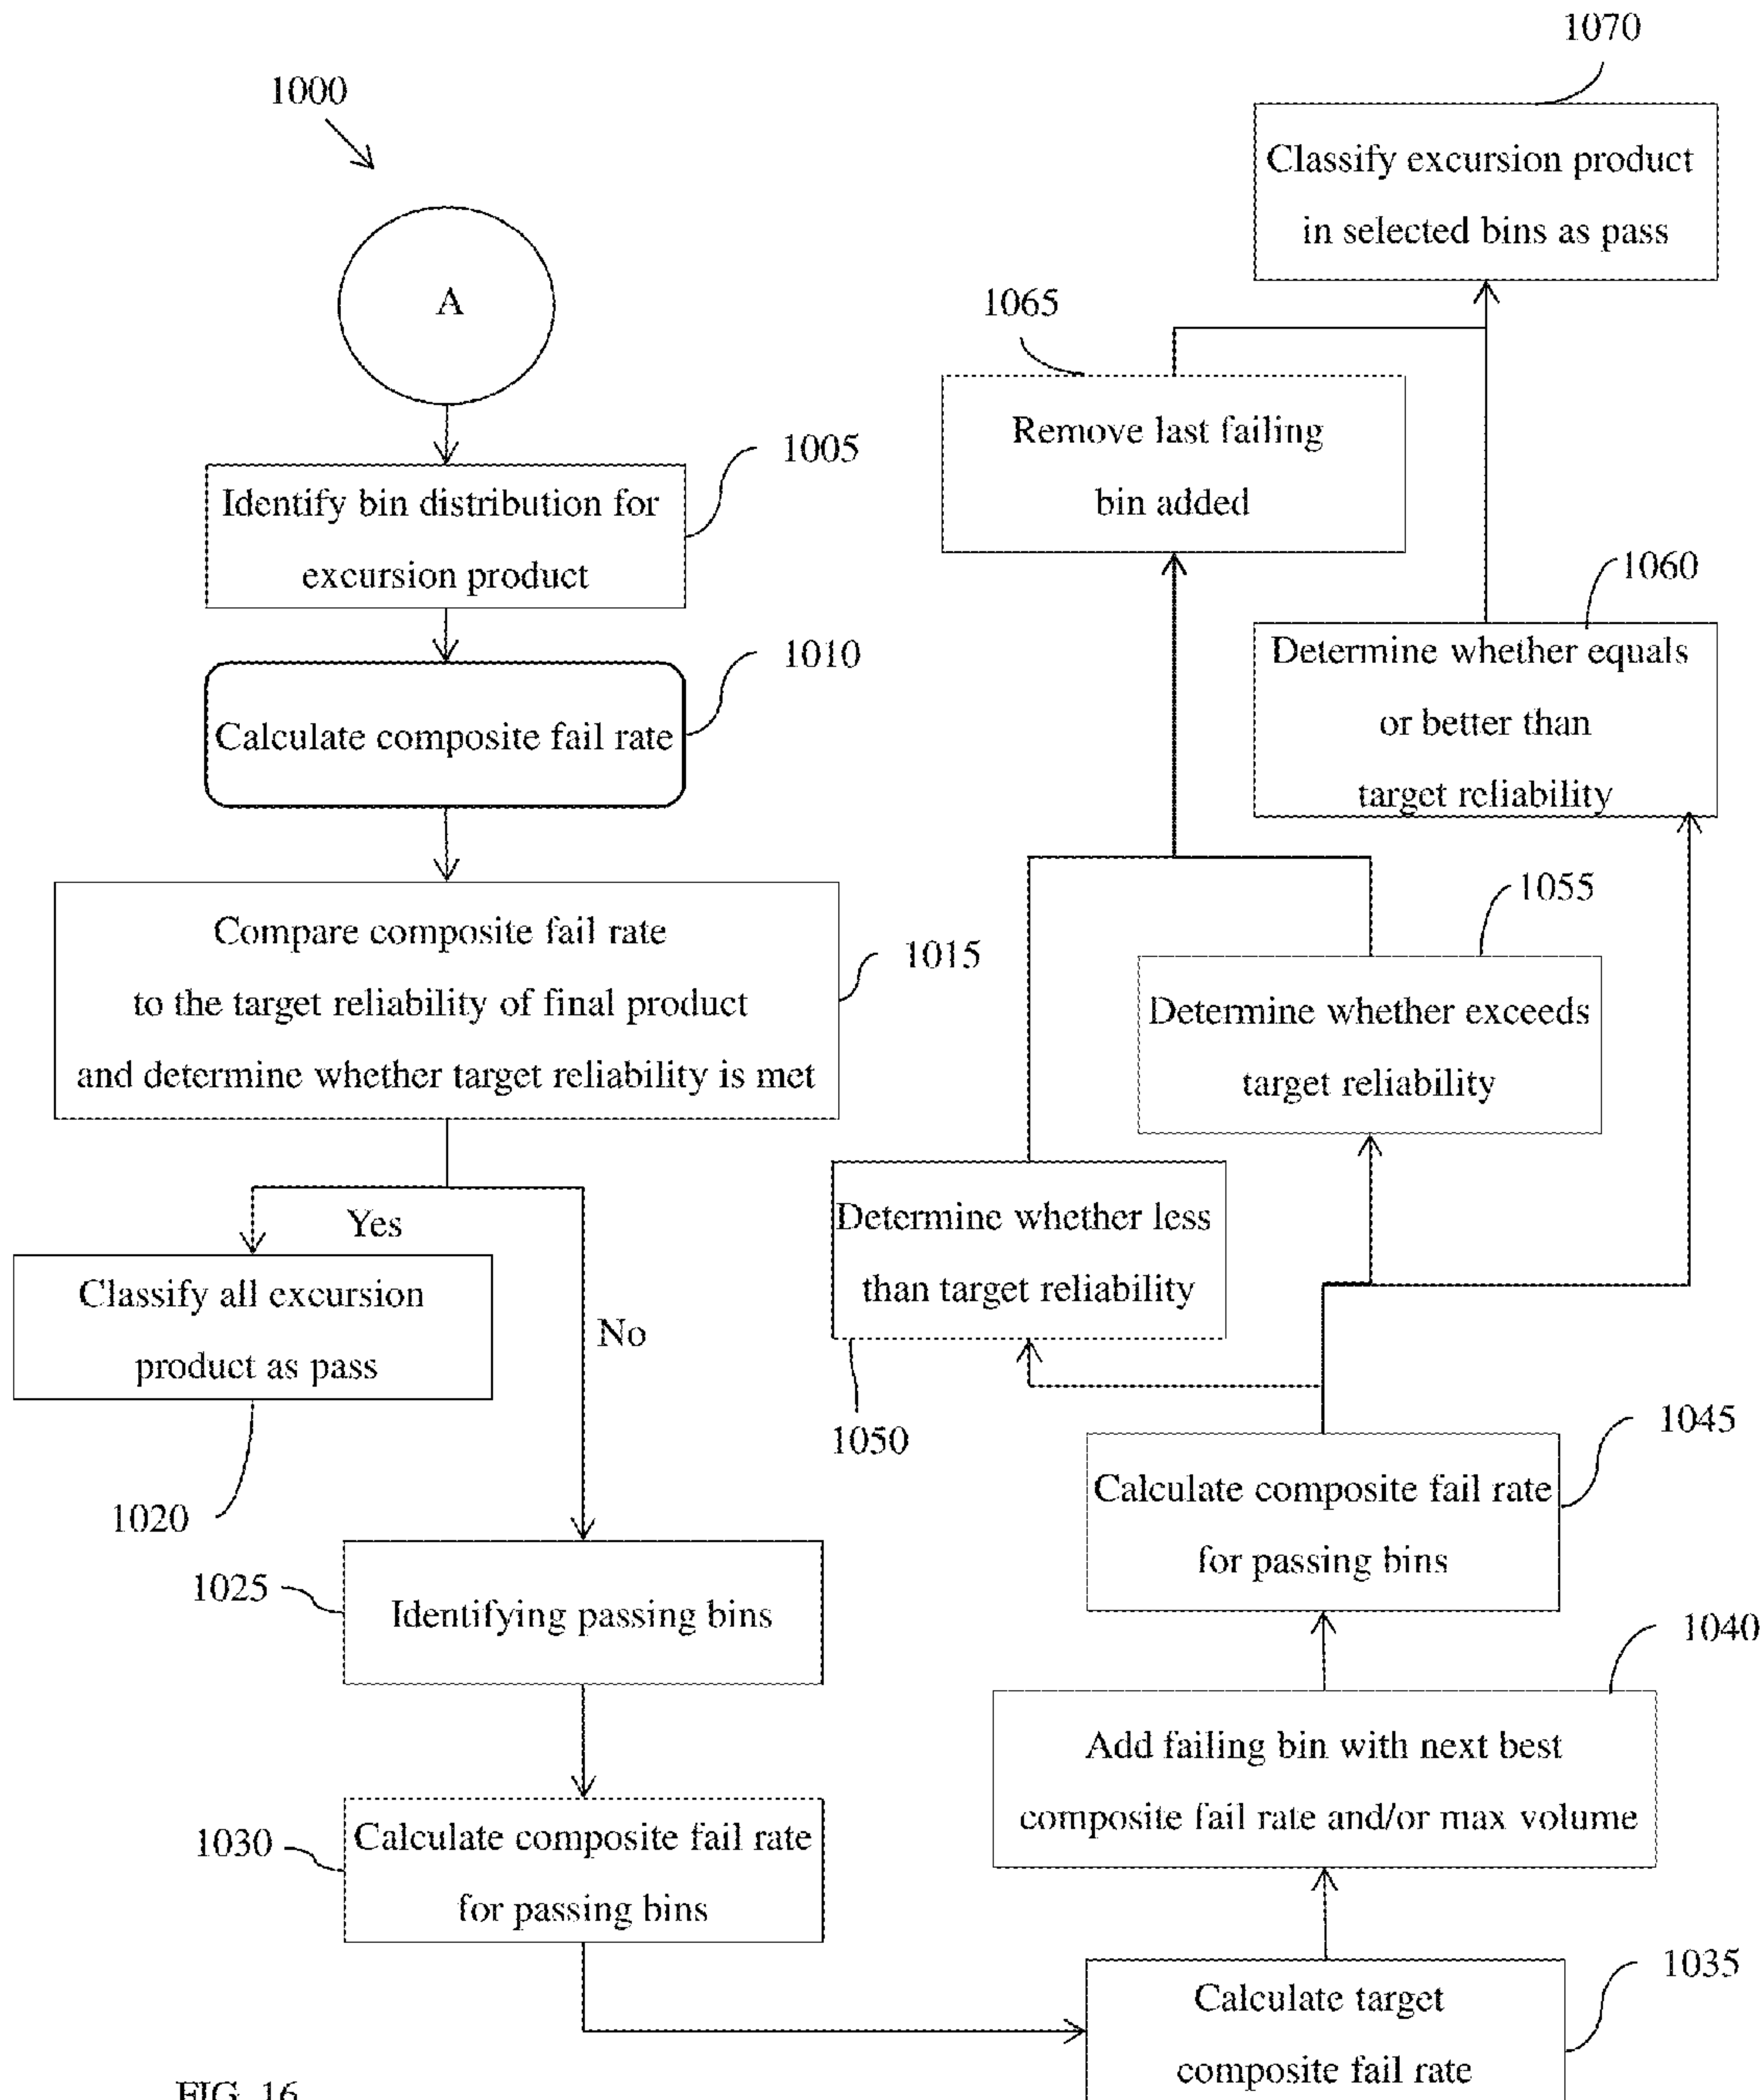 1000
A
Identify bin distribution for
excursion product
1005
Calculate composite fail rate
1010
Compare composite fail rate
to the target reliability of final product
and determine whether target reliability is met
1015
Yes
No
Classify all excursion
product as pass
1020
1025
Identifying passing bins
1030
Calculate composite fail rate
for passing bins
Calculate target
composite fail rate
1035
Add failing bin with next best
composite fail rate and/or max volume
1040
Calculate composite fail rate
for passing bins
1045
Determine whether less
than target reliability
1050
Determine whether exceeds
target reliability
1055
Determine whether equals
or better than
target reliability
1060
Remove last failing
bin added
1065
Classify excursion product
in selected bins as pass
1070
FIG. 16